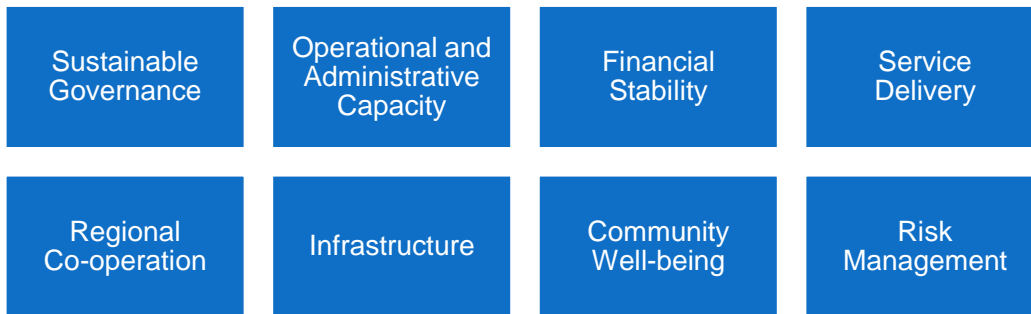 Sustainable
Governance
Operational and
Administrative
Capacity
Financial
Stability
Service
Delivery
Regional
Co-operation
Infrastructure
Community
Well-being
Risk
Management